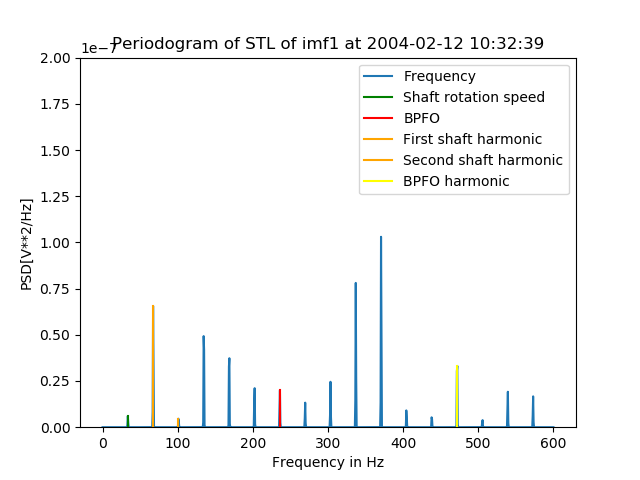 Periodogram of STL of imf1 at 2004-02-12 10:32:39
1e−7
2.00
1.75
1.50
1.25
1.00
0.75
0.50
0.25
0.00
PSD[V**2/Hz]
Frequency
Shaft rotation speed
BPFO
First shaft harmonic
Second shaft harmonic
BPFO harmonic
0 100 200 300 400 500 600
Frequency in Hz